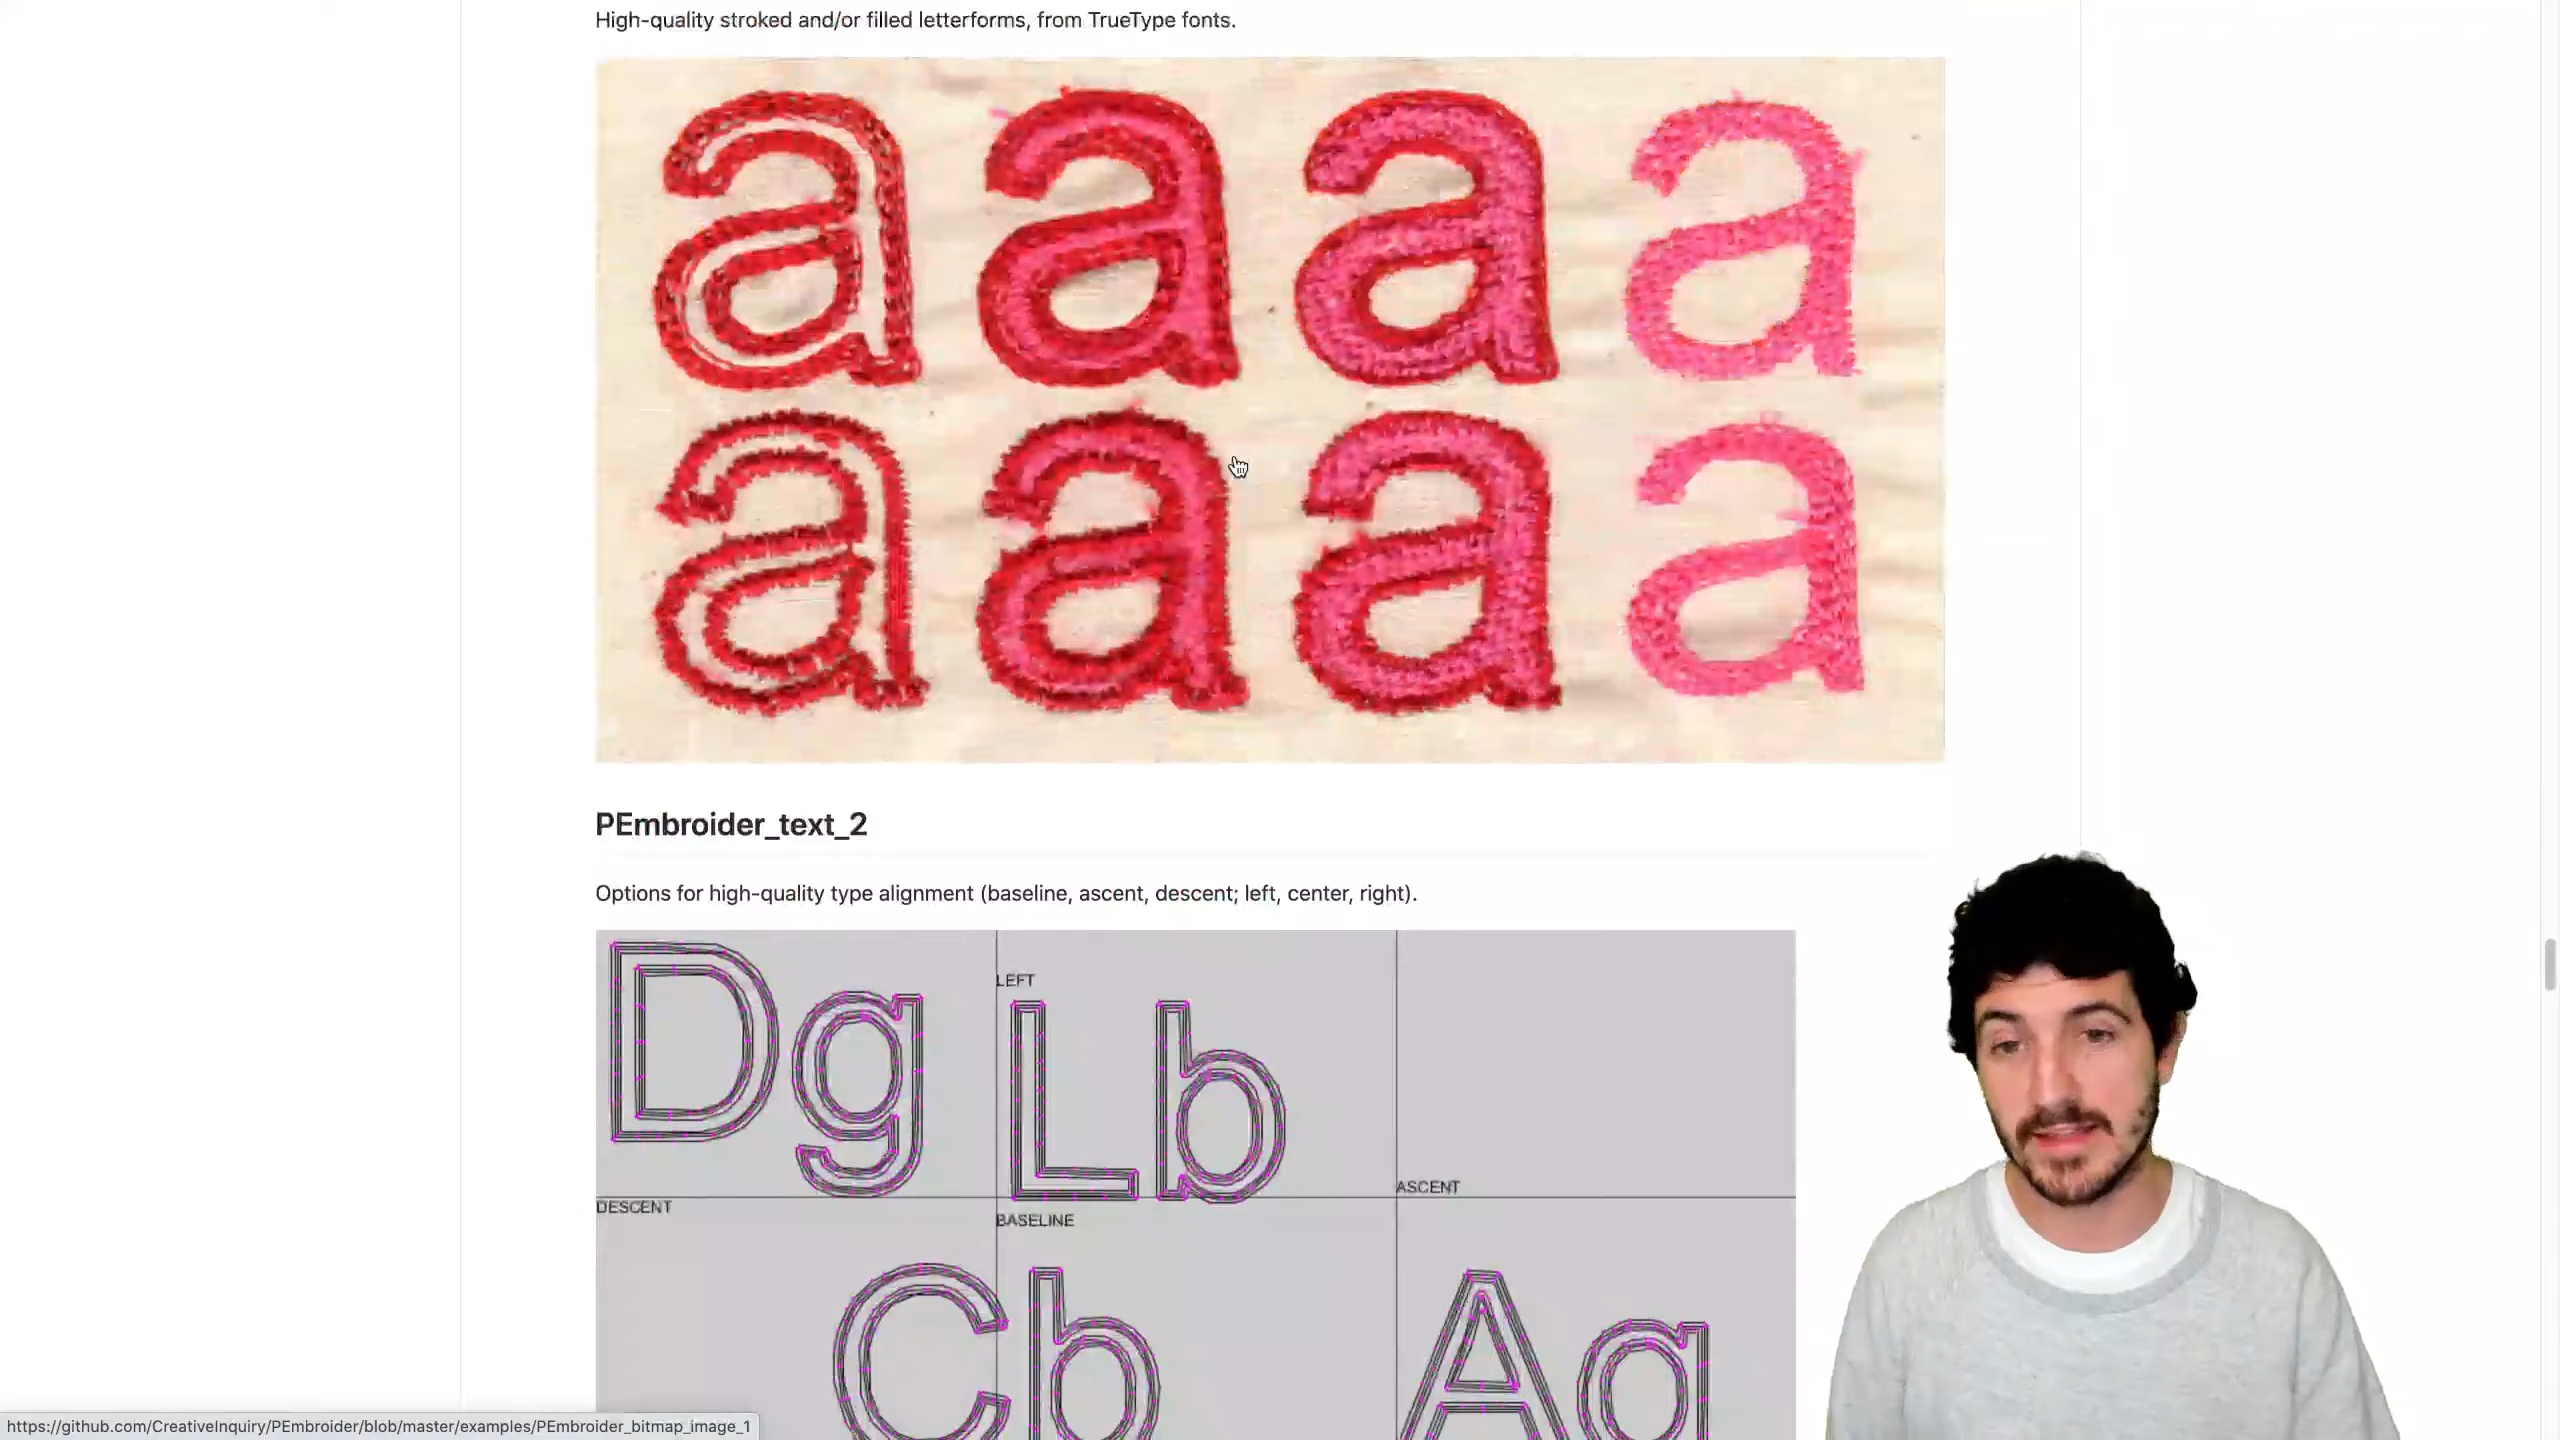 High-quality stroked and/or filled letterforms, from TrueType fonts.
a a a a
a a a a
PEmbroider_text_2
Options for high-quality type alignment (baseline, ascent, descent; left, center, right).
LEFT
Dg Lb
ASCENT
DESCENT
BASELINE
Cb Ag
https://github.com/CreativeInquiry/PEmbroider/blob/master/examples/PEmbroider_bitmap_image_1